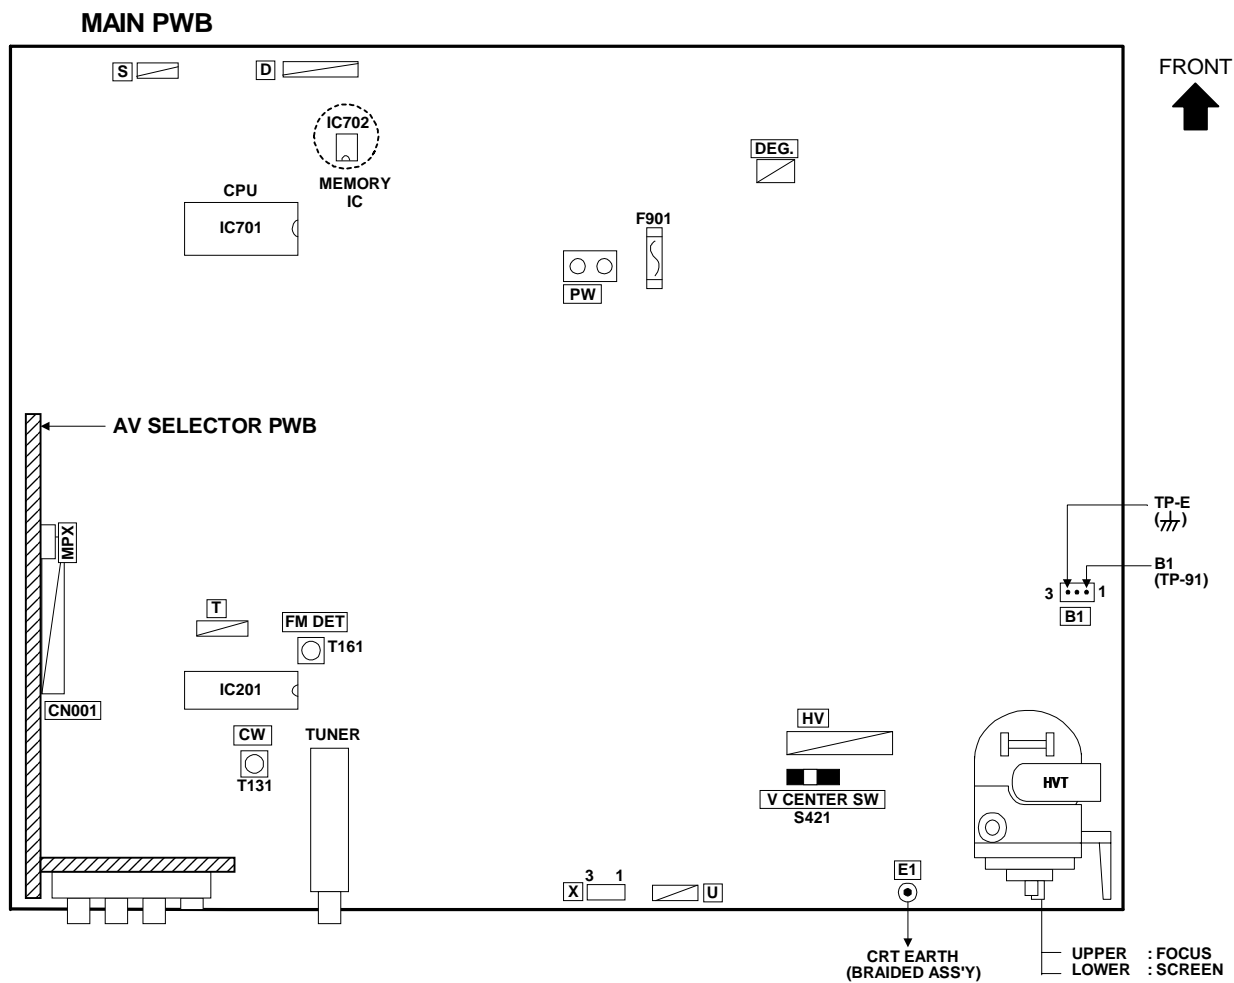 MAIN PWB
FRONT
S
D
IC702
MEMORY
IC
CPU
IC701
DEG.
F901
PW
AV SELECTOR PWB
TP-E
( )
B1
(TP-91)
3
1
B1
MPX
T
FM DET
T161
IC201
CN001
CW
T131
TUNER
HV
V CENTER SW
S421
HVT
3 1
X
U
E1
CRT EARTH
(BRAIDED ASS'Y)
UPPER : FOCUS
LOWER : SCREEN